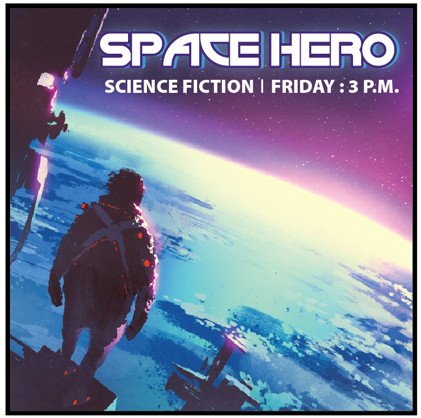 SPACE HERO
SCIENCE FICTION | FRIDAY : 3 P.M.